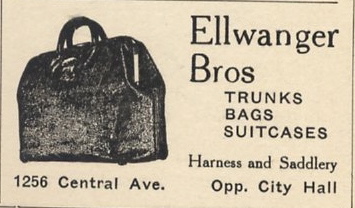 Ellwanger
Bros
TRUNKS
BAGS
SUITCASES
Harness and Saddlery
1256 Central Ave. Opp. City Hall